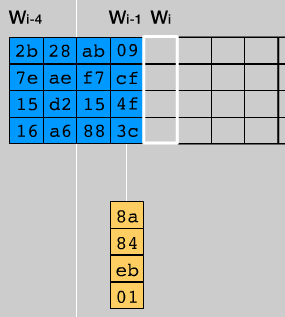 Wi-4 Wi-1 Wi
2b 28 ab 09
7e ae f7 cf
15 d2 15 4f
16 a6 88 3c
8a
84
eb
01